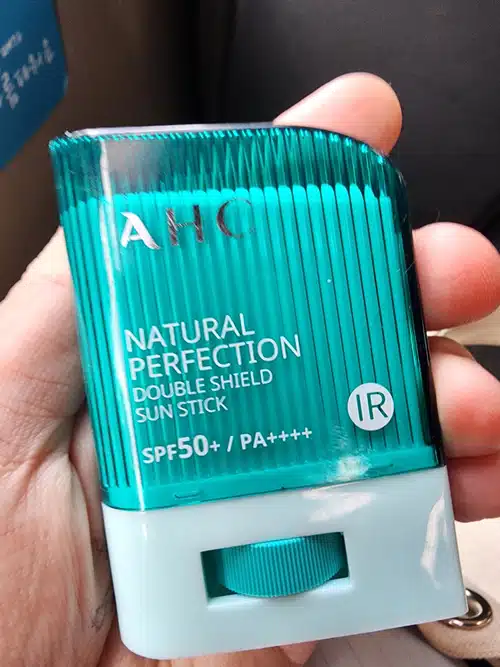 AHC
NATURAL
PERFECTION
DOUBLE SHIELD
SUN STICK
IR
SPF50+ / PA++++